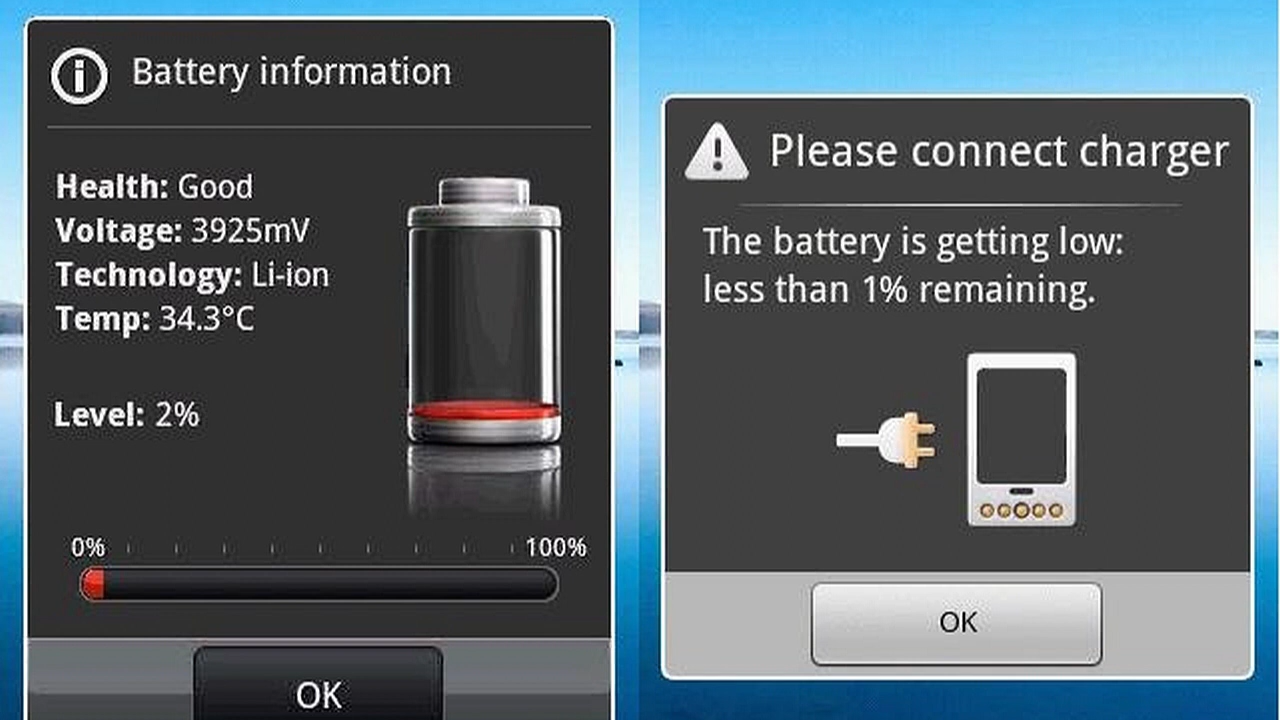 Battery information
Health: Good
Voltage: 3925mV
Technology: Li-ion
Temp: 34.3°C
Level: 2%
0% 100%
OK
Please connect charger
The battery is getting low:
less than 1% remaining.
OK